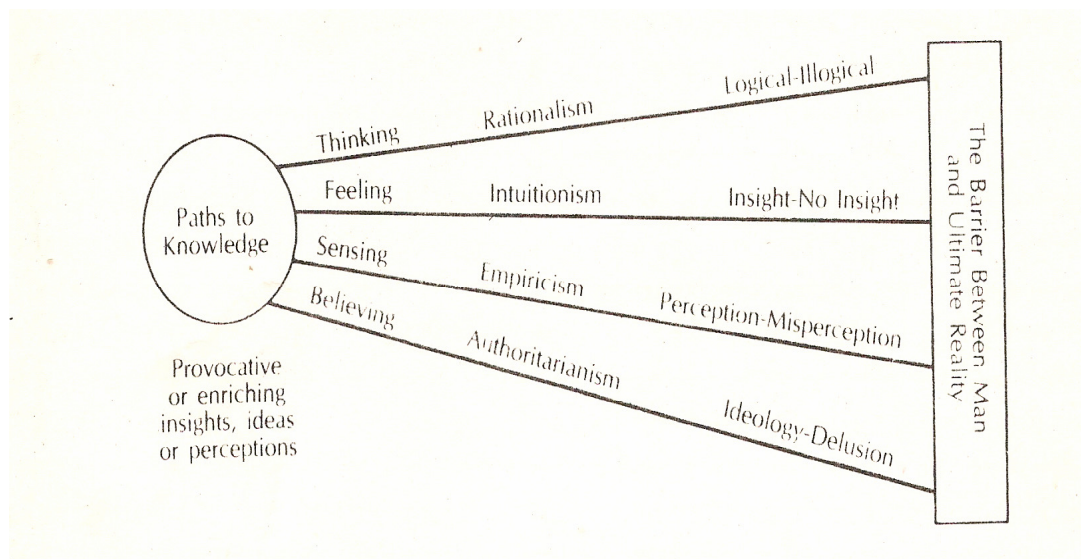 Paths to
Knowledge
Provocative
or enriching
insights, ideas
or perceptions
Thinking Rationalism Logical-Illogical
Feeling Intuitionism Insight-No Insight
Sensing Empiricism Perception-Misperception
Believing Authoritarianism Ideology-Delusion
The Barrier Between Man
and Ultimate Reality